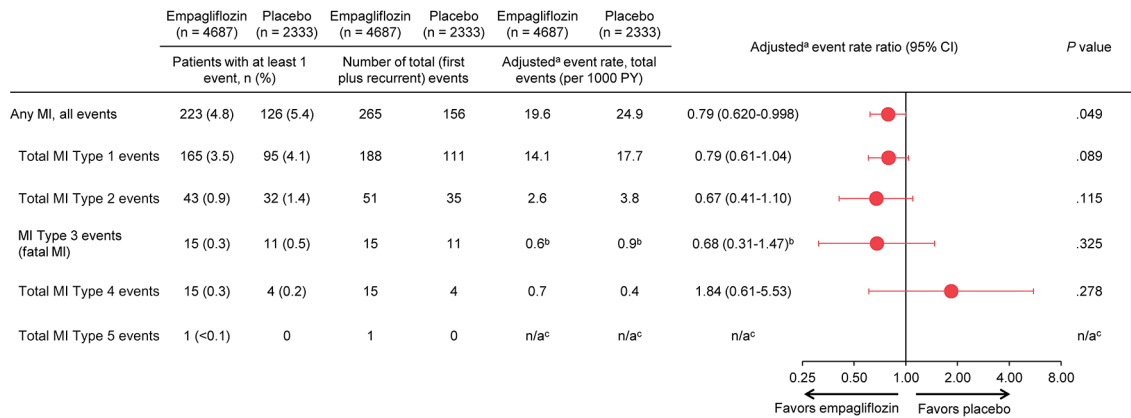 Empagliflozin Placebo Empagliflozin Placebo Empagliflozin Placebo
(n = 4687) (n = 2333) (n = 4687) (n = 2333) (n = 4687) (n = 2333)
Adjustedᵃ event rate ratio (95% CI) P value
Patients with at least 1 Number of total (first Adjustedᵃ event rate, total
event, n (%) plus recurrent) events events (per 1000 PY)
Any MI, all events 223 (4.8) 126 (5.4) 265 156 19.6 24.9 0.79 (0.620-0.998) .049
Total MI Type 1 events 165 (3.5) 95 (4.1) 188 111 14.1 17.7 0.79 (0.61-1.04) .089
Total MI Type 2 events 43 (0.9) 32 (1.4) 51 35 2.6 3.8 0.67 (0.41-1.10) .115
MI Type 3 events
(fatal MI) 15 (0.3) 11 (0.5) 15 11 0.6ᵇ 0.9ᵇ 0.68 (0.31-1.47)ᵇ .325
Total MI Type 4 events 15 (0.3) 4 (0.2) 15 4 0.7 0.4 1.84 (0.61-5.53) .278
Total MI Type 5 events 1 (<0.1) 0 1 0 n/aᶜ n/aᶜ n/aᶜ n/aᶜ
0.25 0.50 1.00 2.00 4.00 8.00
Favors empagliflozin Favors placebo